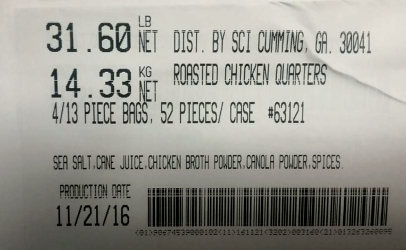 31.60 LB NET DIST. BY SCI CUMMING, GA. 30041
14.33 KG NET ROASTED CHICKEN QUARTERS
4/13 PIECE BAGS, 52 PIECES/ CASE #63121
SEA SALT,CANE JUICE,CHICKEN BROTH POWDER,CANOLA POWDER,SPICES.
PRODUCTION DATE
11/21/16